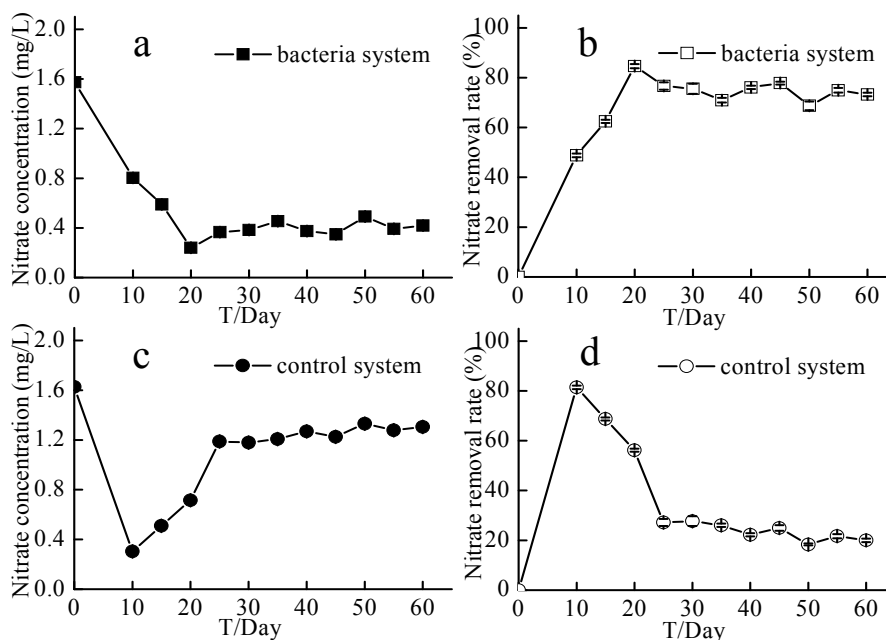 a
bacteria system
Nitrate concentration (mg/L)
2.0
1.6
1.2
0.8
0.4
0.0
0 10 20 30 40 50 60
T/Day
b
bacteria system
Nitrate removal rate (%)
100
80
60
40
20
0
0 10 20 30 40 50 60
T/Day
c
control system
Nitrate concentration (mg/L)
2.0
1.6
1.2
0.8
0.4
0.0
0 10 20 30 40 50 60
T/Day
d
control system
Nitrate removal rate (%)
100
80
60
40
20
0
0 10 20 30 40 50 60
T/Day